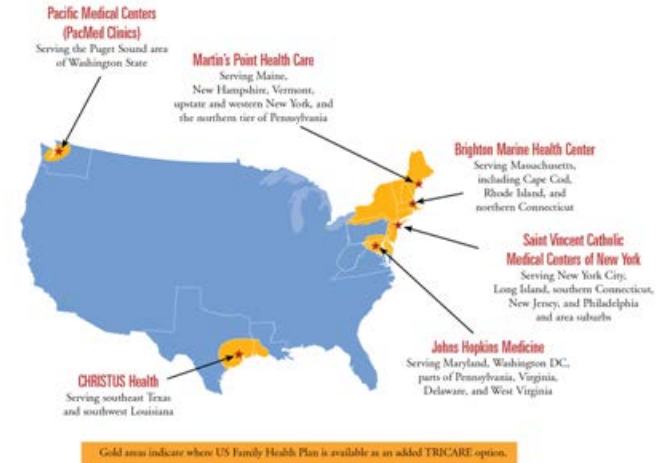 Pacific Medical Centers
(PacMed Clinics)
Serving the Puget Sound area
of Washington State
Martin's Point Health Care
Serving Maine,
New Hampshire, Vermont,
upstate and western New York, and
the northern tier of Pennsylvania
Brighton Marine Health Center
Serving Massachusetts,
including Cape Cod,
Rhode Island, and
northern Connecticut
Saint Vincent Catholic
Medical Centers of New York
Serving New York City,
Long Island, southern Connecticut,
New Jersey, and Philadelphia
and area suburbs
Johns Hopkins Medicine
Serving Maryland, Washington DC,
parts of Pennsylvania, Virginia,
Delaware, and West Virginia
CHRISTUS Health
Serving southeast Texas
and southwest Louisiana
Gold areas indicate where US Family Health Plan is available as an added TRICARE option.